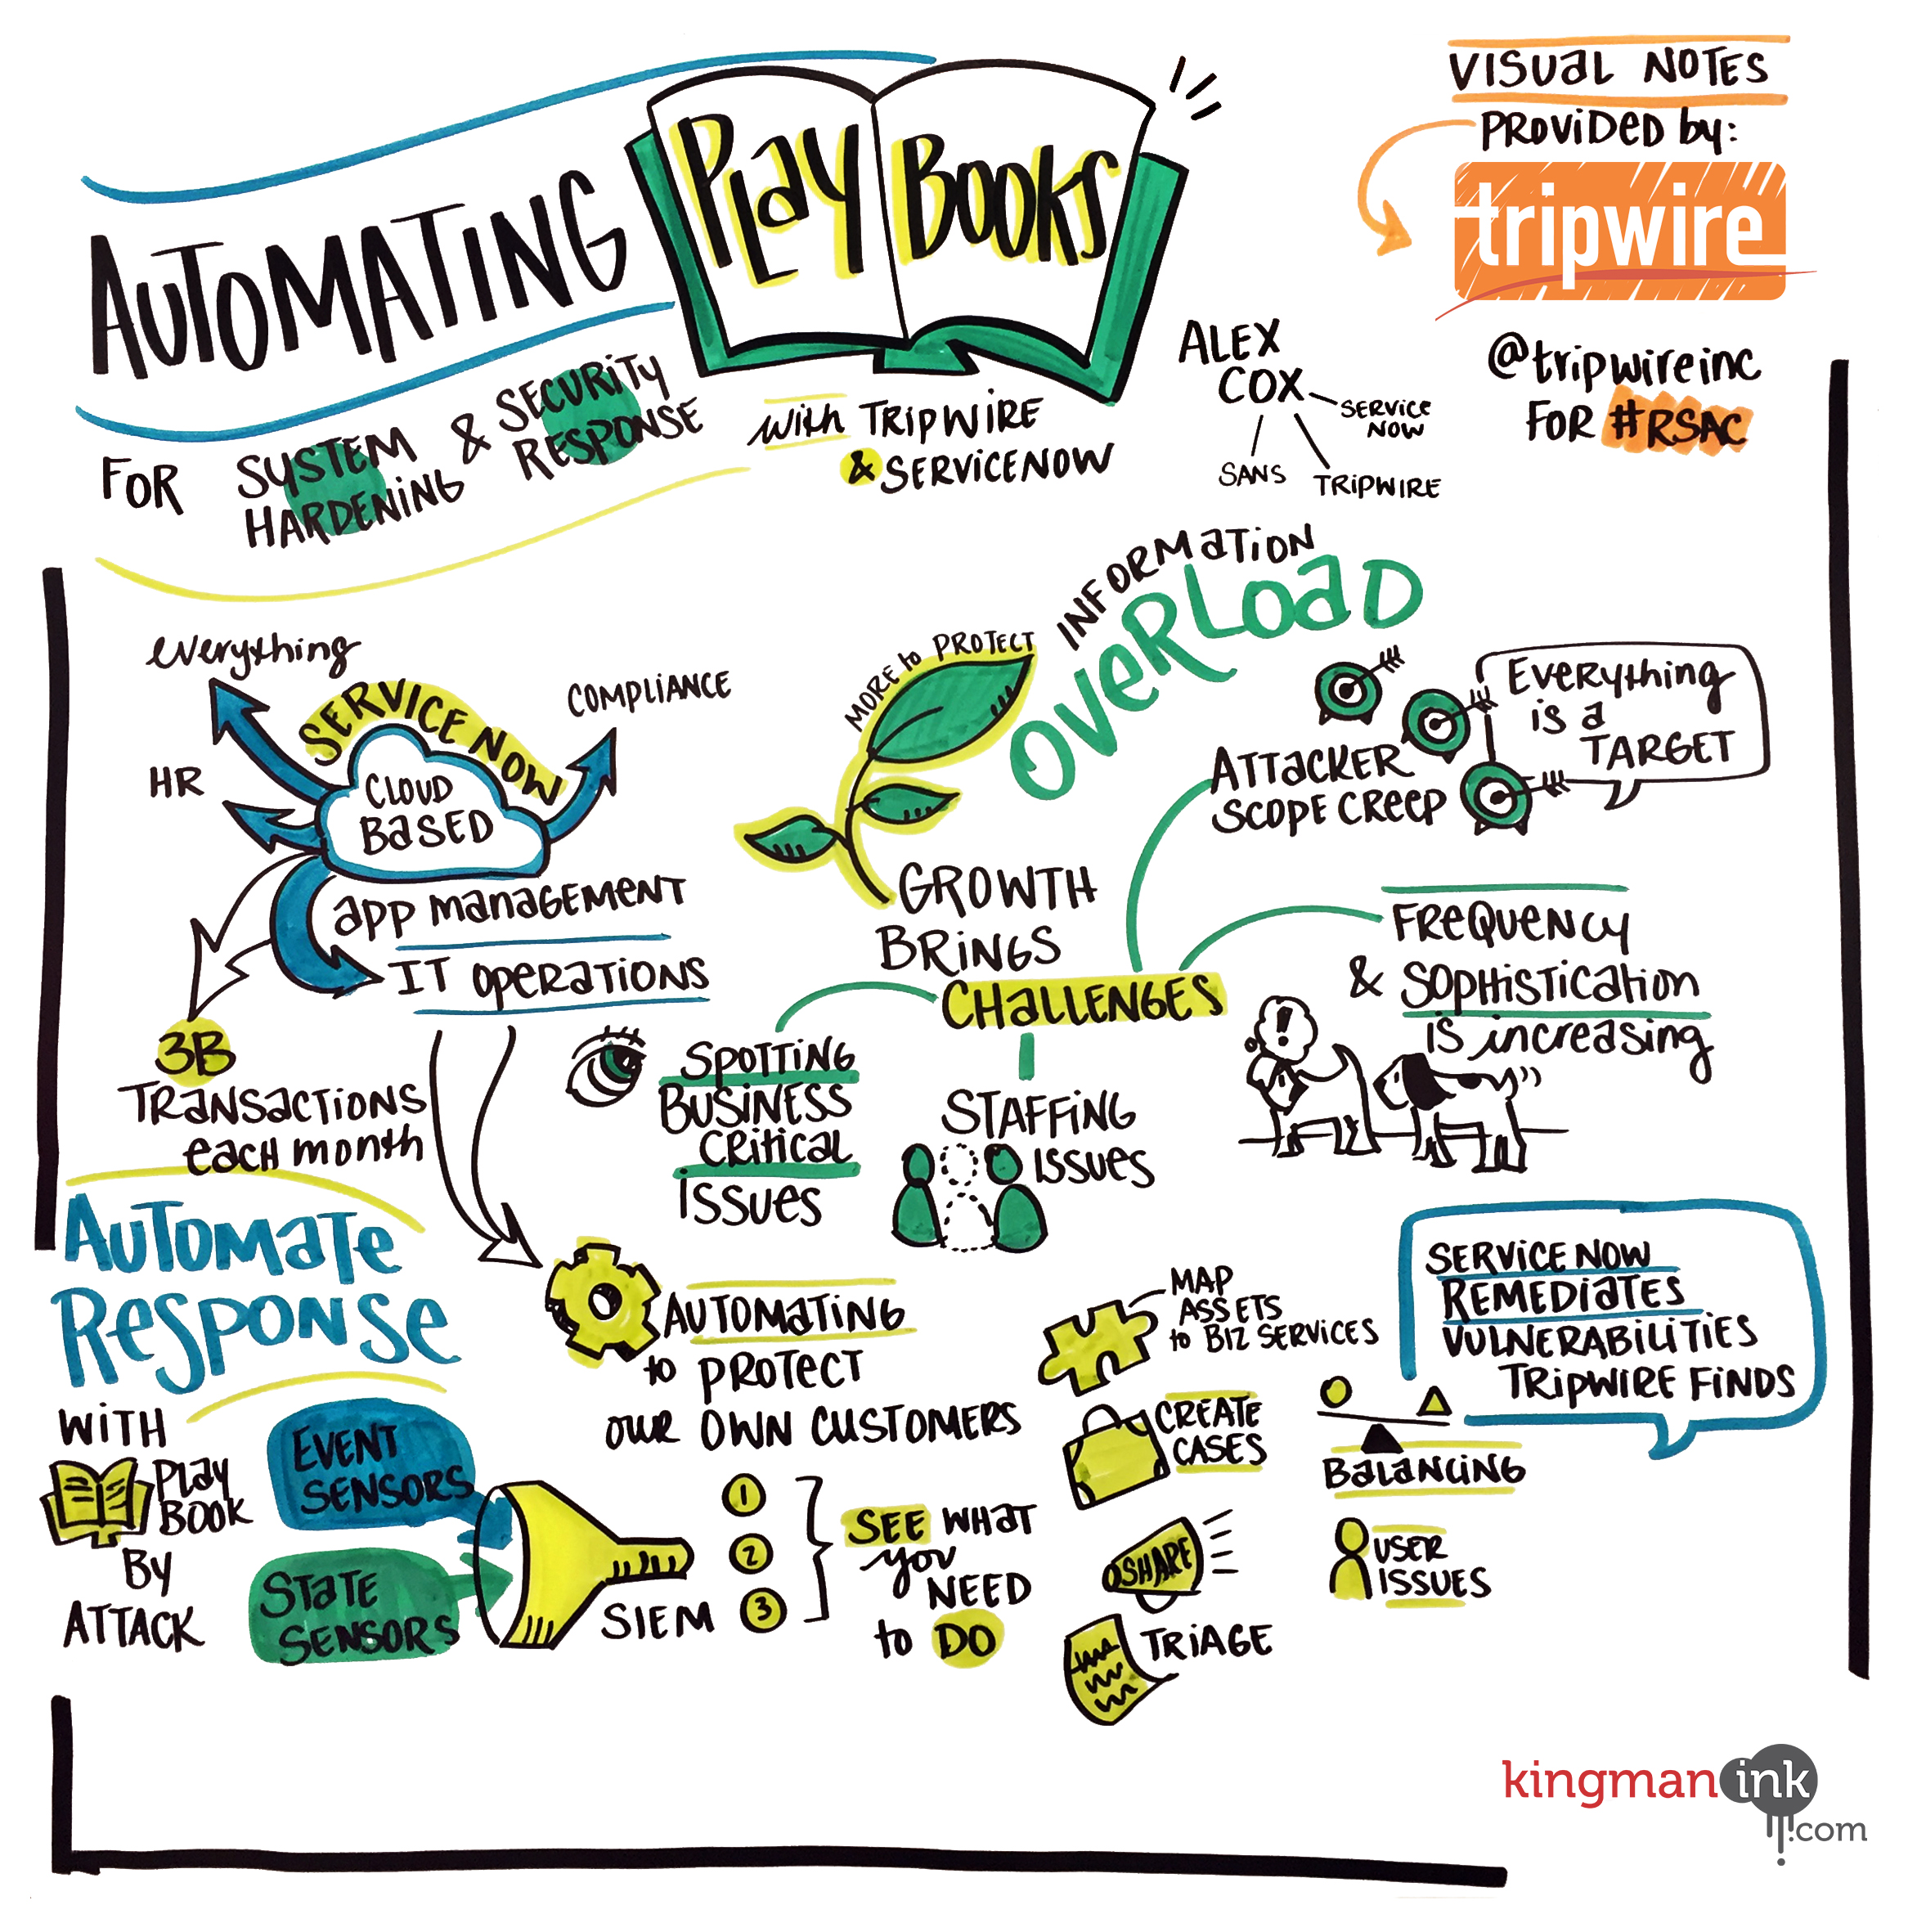 AUTOMATING
PLAY BOOKS
FOR SYSTEM HARDENING & SECURITY RESPONSE
with TRIPWIRE
& SERVICENOW
ALEX
COX
SERVICE
NOW
SANS
TRIPWIRE
VISUAL NOTES
PROVIDED by:
tripwire
@tripwireinc
FOR #RSAC
everything
SERVICE NOW
COMPLIANCE
HR
CLOUD
BASED
APP MANAGEMENT
IT OPERATIONS
3B
TRANSACTIONS
each month
MORE to PROTECT
INFORMATION
OVERLOAD
GROWTH
BRINGS
CHALLENGES
ATTACKER
SCOPE CREEP
EVERYthing
is a
TARGET
FREQUENCY
& SOPHISTICATION
IS increasing
!
SPOTTING
BUSINESS
CRITICAL
ISSUES
STAFFING
ISSUES
AUTOMATE
RESPONSE
WITH
PLAY
BOOK
BY
ATTACK
EVENT
SENSORS
STATE
SENSORS
SIEM
1
2
3
SEE WHAT
you
NEED
to DO
AUTOMATING
to PROTECT
OUR OWN CUSTOMERS
MAP
ASSETS
to BIZ SERVICES
CREATE
CASES
SHARE
TRIAGE
BALANCING
USER
ISSUES
SERVICE NOW
REMEDIATES
VULNERABILITIES
TRIPWIRE FINDS
kingman ink
.com